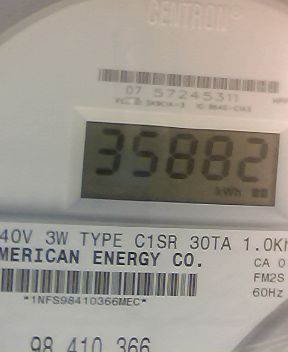 CENTRON®
07 57245311
35882
kWh
40V 3W TYPE C1SR 30TA 1.0Kh
MERICAN ENERGY CO.
CA 0
FM2S
60Hz
*1NFS98410366MEC*
98 410 366